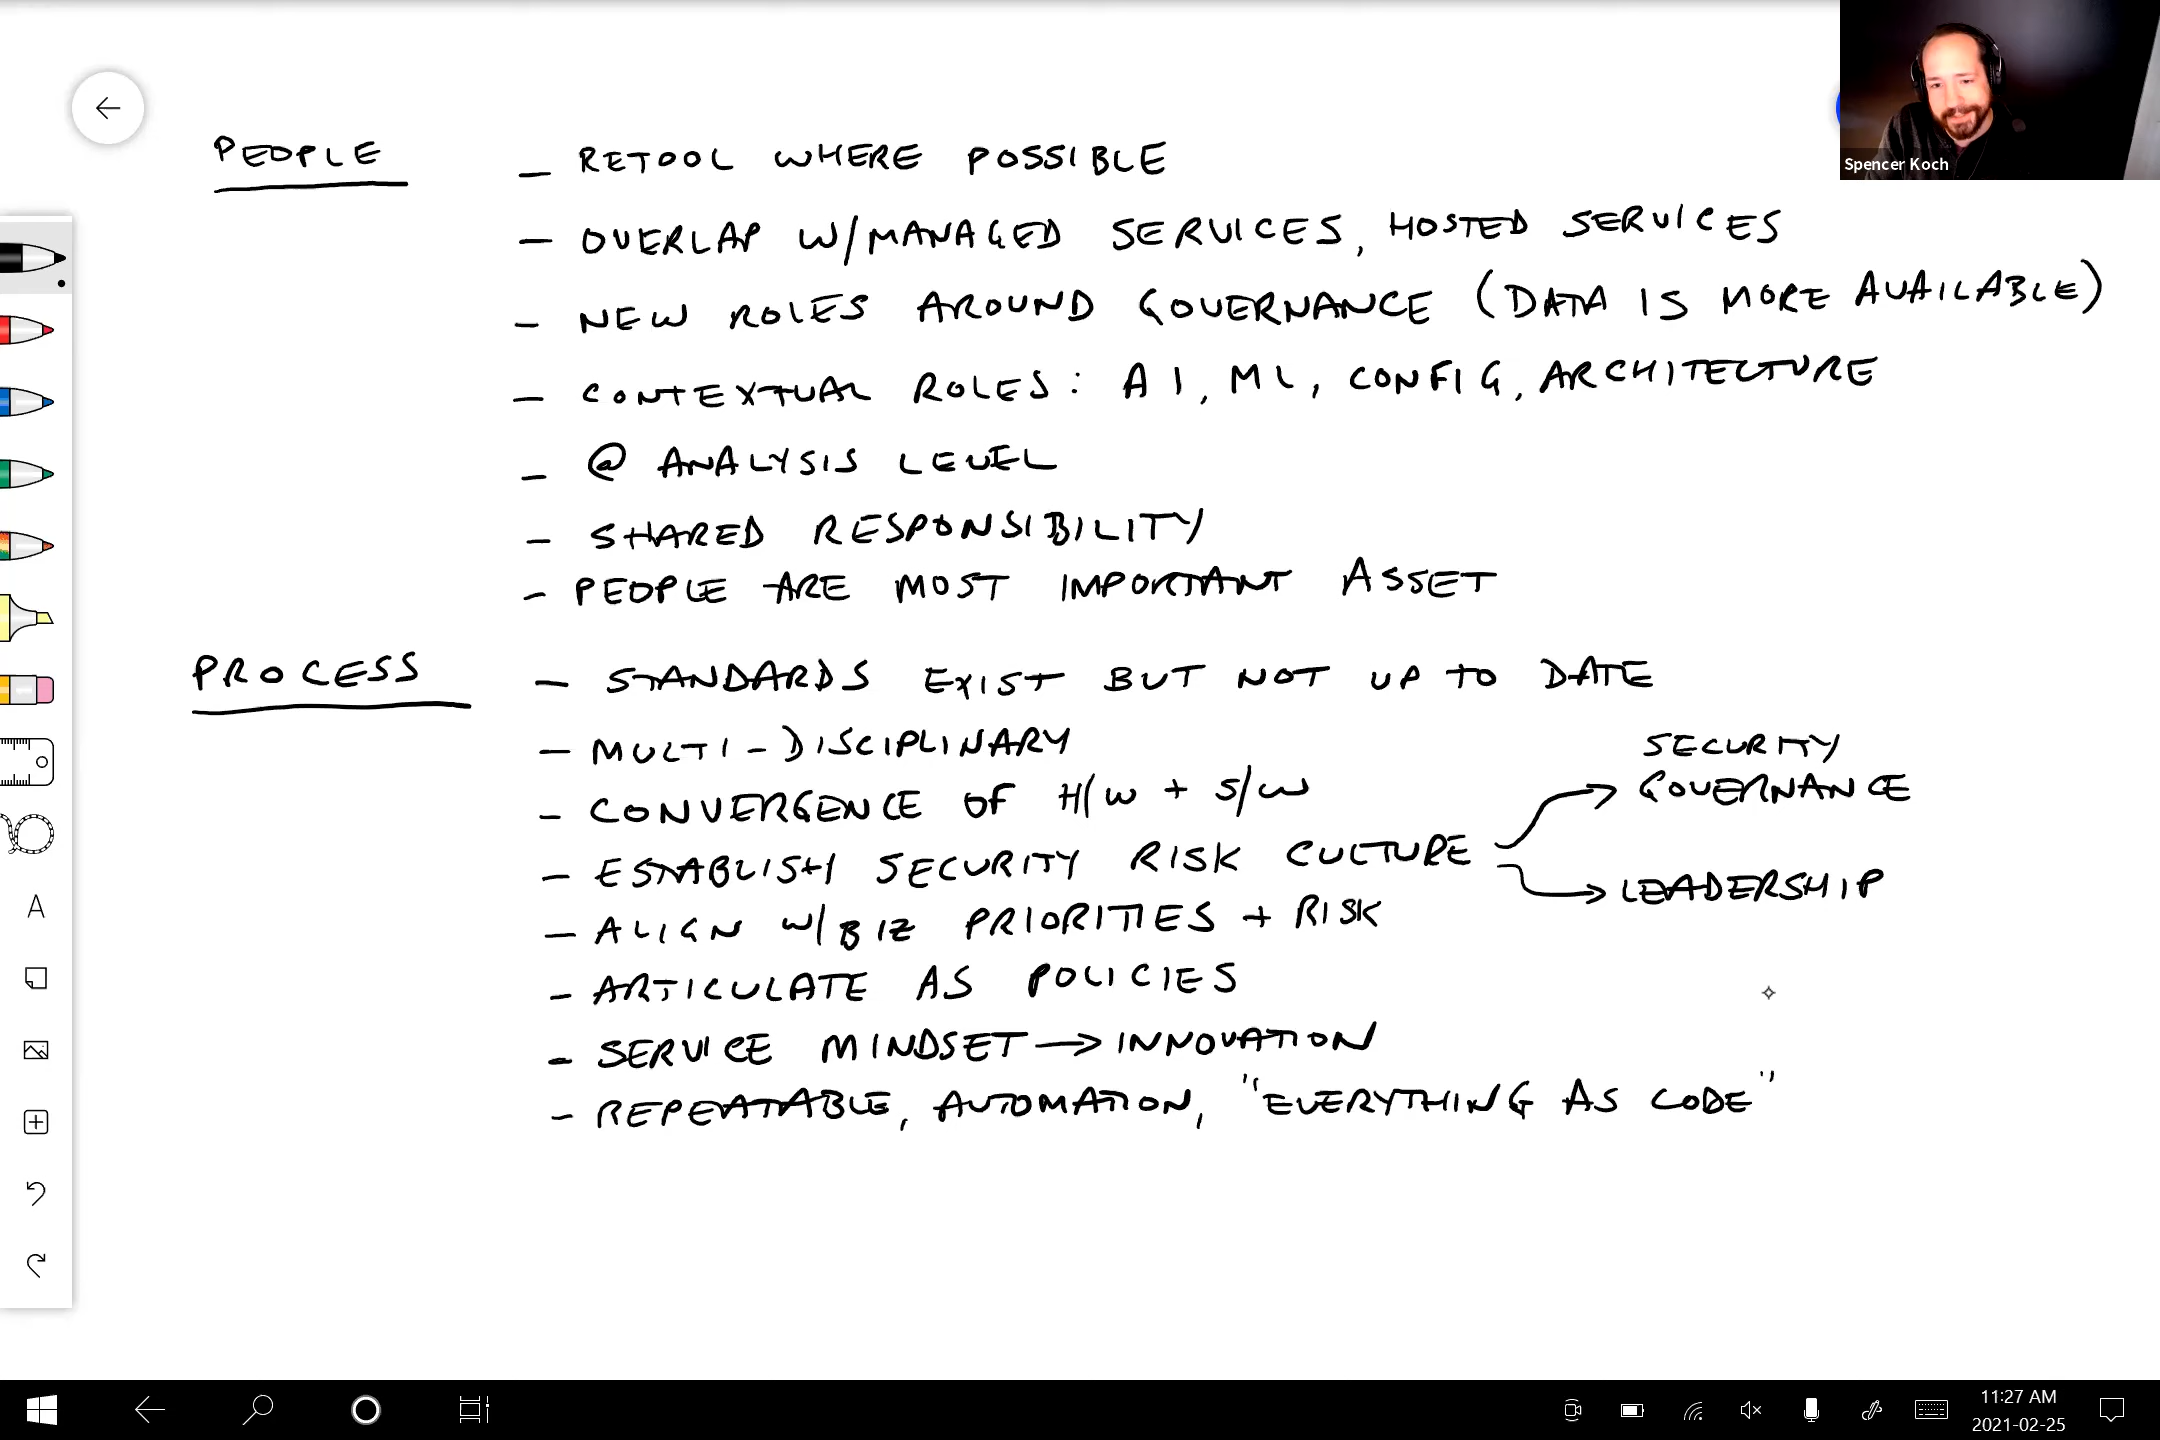 Spencer Koch
PEOPLE
- RETOOL WHERE POSSIBLE
- OVERLAP W/MANAGED SERVICES, HOSTED SERVICES
- NEW ROLES AROUND GOVERNANCE (DATA IS MORE AVAILABLE)
- CONTEXTUAL ROLES: AI, ML, CONFIG, ARCHITECTURE
- @ ANALYSIS LEVEL
- SHARED RESPONSIBILITY
- PEOPLE ARE MOST IMPORTANT ASSET
PROCESS
- STANDARDS EXIST BUT NOT UP TO DATE
- MULTI-DISCIPLINARY
- CONVERGENCE OF H/W + S/W
- ESTABLISH SECURITY RISK CULTURE
SECURITY
GOVERNANCE
LEADERSHIP
- ALIGN W/BIZ PRIORITIES + RISK
- ARTICULATE AS POLICIES
- SERVICE MINDSET → INNOVATION
- REPEATABLE, AUTOMATION, "EVERYTHING AS CODE"
A
11:27 AM
2021-02-25